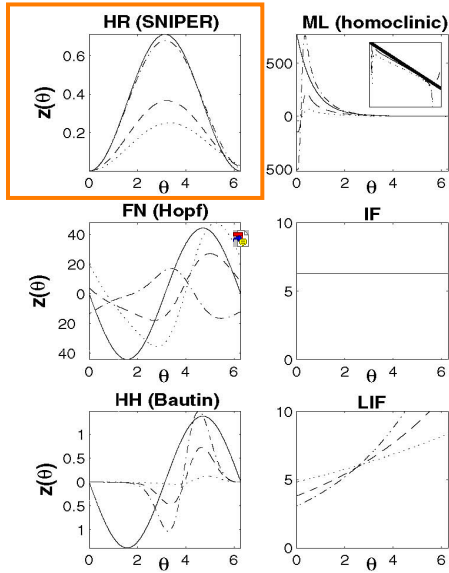 HR (SNIPER)
z(θ)
0.6
0.4
0.2
0 2 4 6
θ
ML (homoclinic)
500
0
500
0 2 4 6
θ
FN (Hopf)
z(θ)
40
20
0
20
40
0 2 4 6
θ
IF
10
5
0
0 2 4 6
θ
HH (Bautin)
z(θ)
1
0.5
0
0.5
1
0 2 4 6
θ
LIF
10
5
0
0 2 4 6
θ